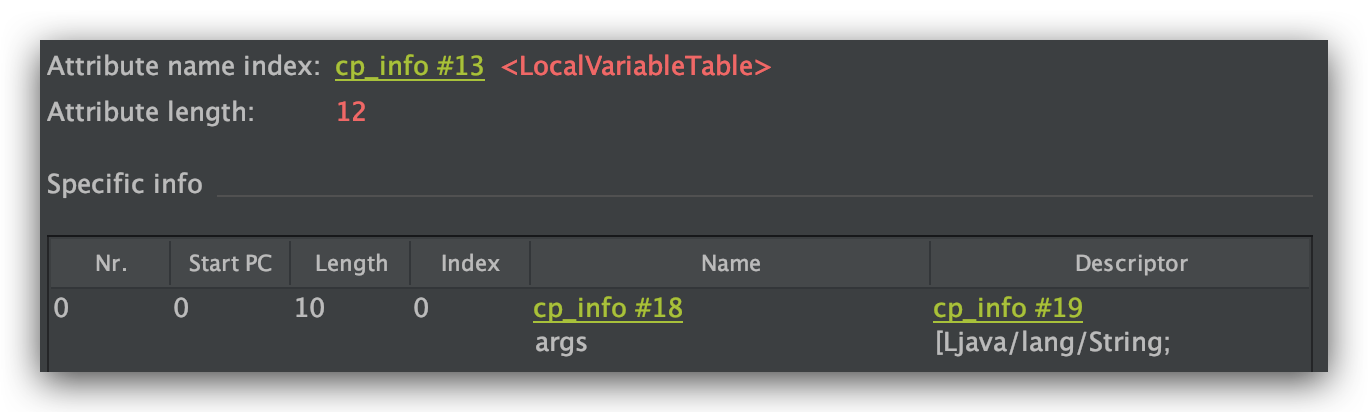 Attribute name index: cp_info #13 <LocalVariableTable>
Attribute length: 12
Specific info
Nr. Start PC Length Index Name Descriptor
0 0 10 0 cp_info #18 cp_info #19
args [Ljava/lang/String;